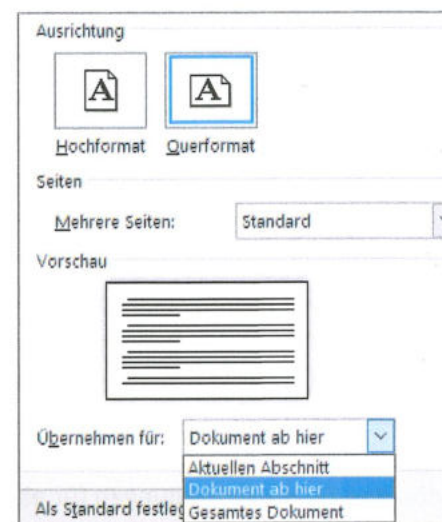 Ausrichtung
A A
Hochformat Querformat
Seiten
Mehrere Seiten: Standard
Vorschau
Übernehmen für: Dokument ab hier
Aktuellen Abschnitt
Dokument ab hier
Als Standard festleg Gesamtes Dokument